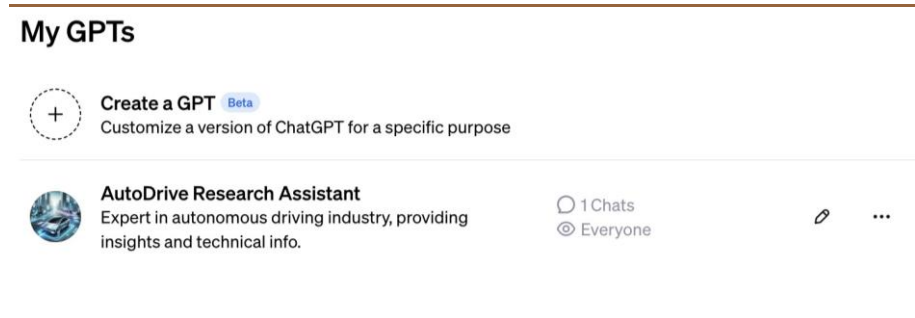 My GPTs
Create a GPT Beta
Customize a version of ChatGPT for a specific purpose
AutoDrive Research Assistant
Expert in autonomous driving industry, providing
insights and technical info.
1 Chats
Everyone